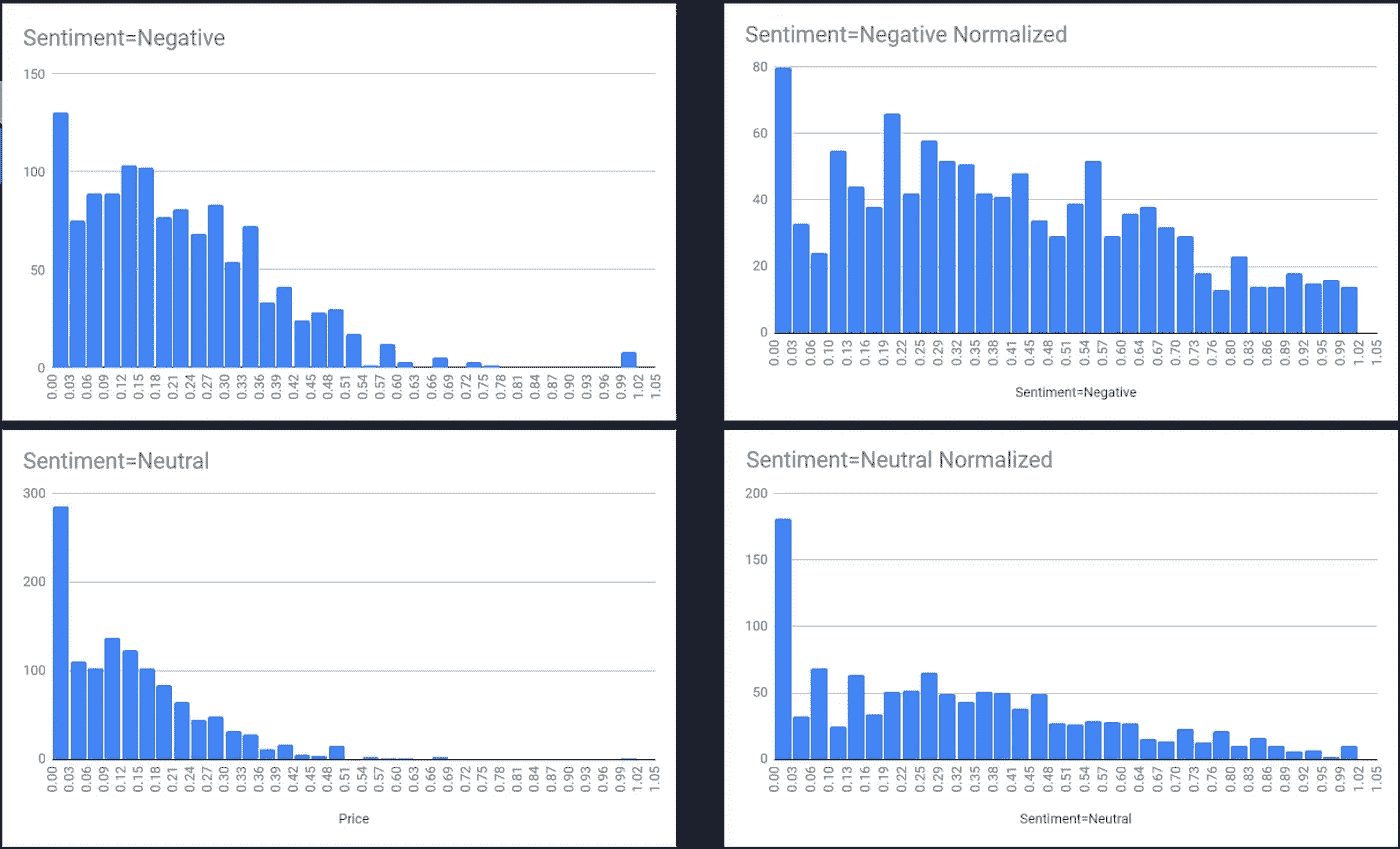 Sentiment=Negative
150
100
50
0
0.00 0.03 0.06 0.09 0.12 0.15 0.18 0.21 0.24 0.27 0.30 0.33 0.36 0.39 0.42 0.45 0.48 0.51 0.54 0.57 0.60 0.63 0.66 0.69 0.72 0.75 0.78 0.81 0.84 0.87 0.90 0.93 0.96 0.99 1.02 1.05
Sentiment=Negative Normalized
80
60
40
20
0
0.00 0.03 0.06 0.10 0.13 0.16 0.19 0.22 0.25 0.29 0.32 0.35 0.38 0.41 0.45 0.48 0.51 0.54 0.57 0.60 0.64 0.67 0.70 0.73 0.76 0.80 0.83 0.86 0.89 0.92 0.95 0.99 1.02 1.05
Sentiment=Negative
Sentiment=Neutral
300
200
100
0
0.00 0.03 0.06 0.09 0.12 0.15 0.18 0.21 0.24 0.27 0.30 0.33 0.36 0.39 0.42 0.45 0.48 0.51 0.54 0.57 0.60 0.63 0.66 0.69 0.72 0.75 0.78 0.81 0.84 0.87 0.90 0.93 0.96 0.99 1.02 1.05
Price
Sentiment=Neutral Normalized
200
150
100
50
0
0.00 0.03 0.06 0.10 0.13 0.16 0.19 0.22 0.25 0.29 0.32 0.35 0.38 0.41 0.45 0.48 0.51 0.54 0.57 0.60 0.64 0.67 0.70 0.73 0.76 0.80 0.83 0.86 0.89 0.92 0.95 0.99 1.02 1.05
Sentiment=Neutral